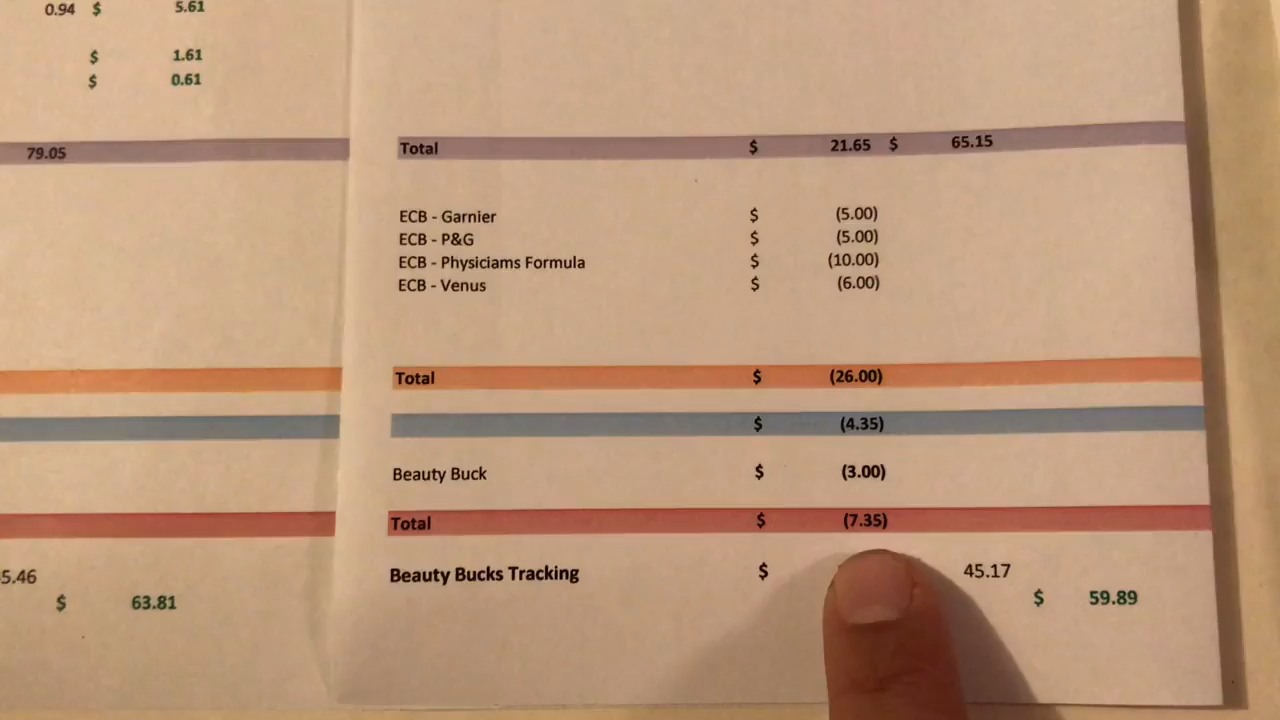 0.94 $ 5.61
$ 1.61
$ 0.61
79.05
5.46
$ 63.81
Total $ 21.65 $ 65.15
ECB - Garnier $ (5.00)
ECB - P&G $ (5.00)
ECB - Physiciams Formula $ (10.00)
ECB - Venus $ (6.00)
Total $ (26.00)
$ (4.35)
Beauty Buck $ (3.00)
Total $ (7.35)
Beauty Bucks Tracking $ 45.17
$ 59.89